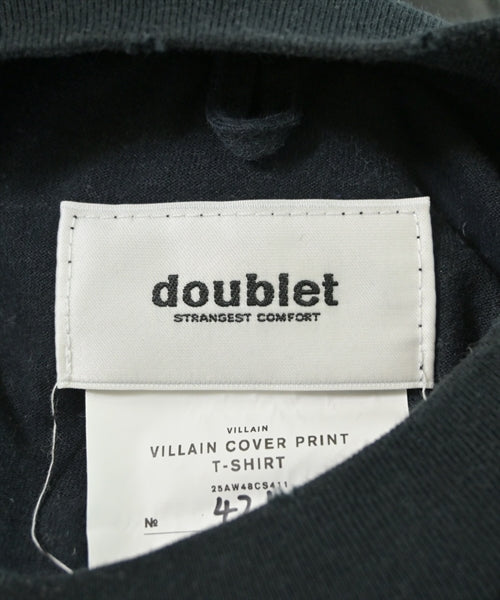 doublet
STRANGEST COMFORT
VILLAIN
VILLAIN COVER PRINT
T-SHIRT
25AW48CS411
№